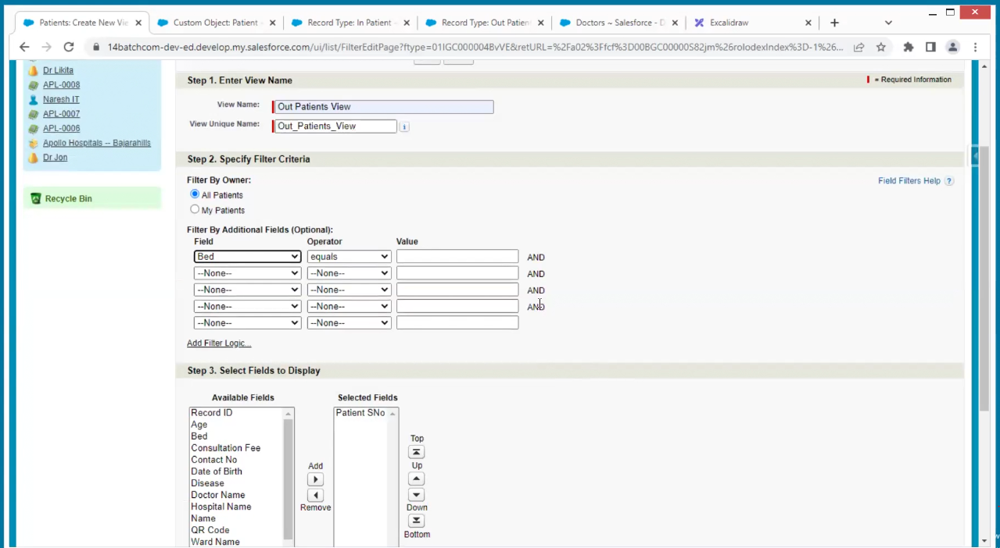 Patients: Create New Vie
Custom Object: Patient
Record Type: In Patient
Record Type: Out Patien
Doctors ~ Salesforce - D
Excalidraw
14batchcom-dev-ed.develop.my.salesforce.com/ui/list/FilterEditPage?ftype=01IGC000004BvVE&retURL=%2Fa02%3Ffcf%3D00BGC00000S82jm%26rolodexIndex%3D-1%26...
Dr Likita
APL-0008
Naresh IT
APL-0007
APL-0006
Apollo Hospitals -- Bajarahills
Dr Jon
Recycle Bin
Step 1. Enter View Name
= Required Information
View Name: Out Patients View
View Unique Name: Out_Patients_View i
Step 2. Specify Filter Criteria
Filter By Owner:
Field Filters Help ?
All Patients
My Patients
Filter By Additional Fields (Optional):
Field Operator Value
Bed equals AND
--None-- --None-- AND
--None-- --None-- AND
--None-- --None-- AND
--None-- --None--
Add Filter Logic...
Step 3. Select Fields to Display
Available Fields Selected Fields
Record ID
Age
Bed
Consultation Fee
Contact No
Date of Birth
Disease
Doctor Name
Hospital Name
Name
QR Code
Ward Name
Add
Remove
Patient SNo
Top
Up
Down
Bottom